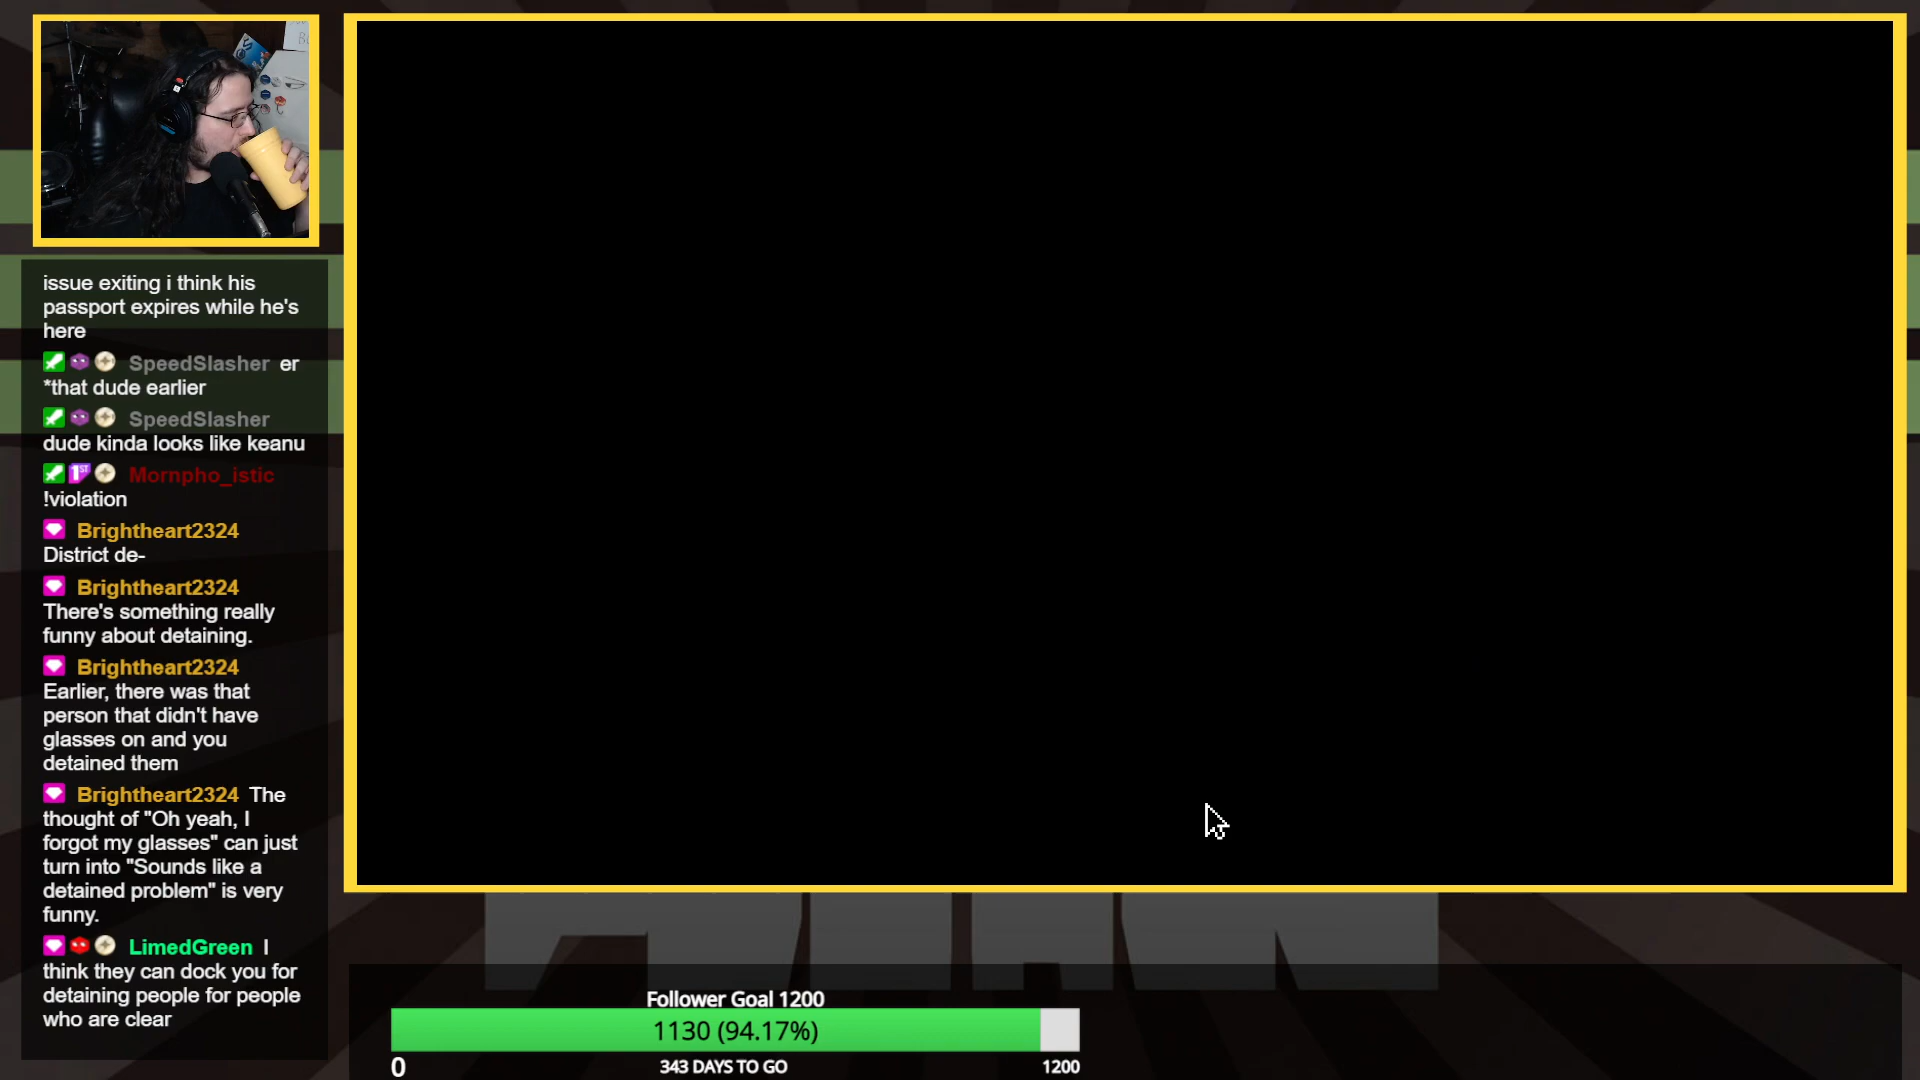 issue exiting i think his
passport expires while he's
here
SpeedSlasher er
*that dude earlier
SpeedSlasher
dude kinda looks like keanu
1ST Mornpho_istic
!violation
Brightheart2324
District de-
Brightheart2324
There's something really
funny about detaining.
Brightheart2324
Earlier, there was that
person that didn't have
glasses on and you
detained them
Brightheart2324 The
thought of "Oh yeah, I
forgot my glasses" can just
turn into "Sounds like a
detained problem" is very
funny.
LimedGreen I
think they can dock you for
detaining people for people
who are clear
Follower Goal 1200
1130 (94.17%)
0 343 DAYS TO GO 1200